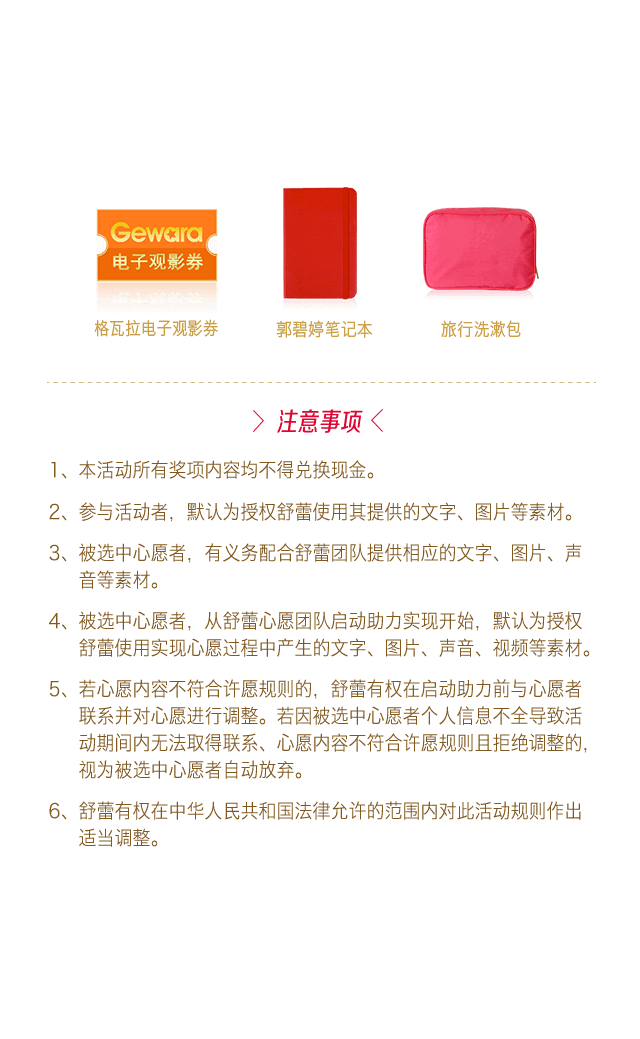 Gewara
电子观影券
格瓦拉电子观影券
郭碧婷笔记本
旅行洗漱包
注意事项
1、本活动所有奖项内容均不得兑换现金。
2、参与活动者，默认为授权舒蕾使用其提供的文字、图片等素材。
3、被选中心愿者，有义务配合舒蕾团队提供相应的文字、图片、声
音等素材。
4、被选中心愿者，从舒蕾心愿团队启动助力实现开始，默认为授权
舒蕾使用实现心愿过程中产生的文字、图片、声音、视频等素材。
5、若心愿内容不符合许愿规则的，舒蕾有权在启动助力前与心愿者
联系并对心愿进行调整。若因被选中心愿者个人信息不全导致活
动期间内无法取得联系、心愿内容不符合许愿规则且拒绝调整的，
视为被选中心愿者自动放弃。
6、舒蕾有权在中华人民共和国法律允许的范围内对此活动规则作出
适当调整。